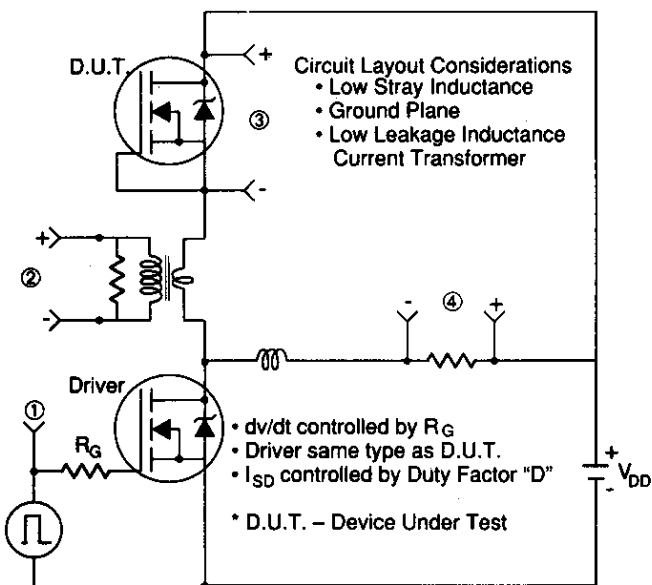 D.U.T.
+
Circuit Layout Considerations
• Low Stray Inductance
• Ground Plane
• Low Leakage Inductance
Current Transformer
③
-
+
②
-
- ④ +
Driver
①
R_G
• dv/dt controlled by R_G
• Driver same type as D.U.T.
• I_SD controlled by Duty Factor "D"
* D.U.T. – Device Under Test
+
V_DD
-